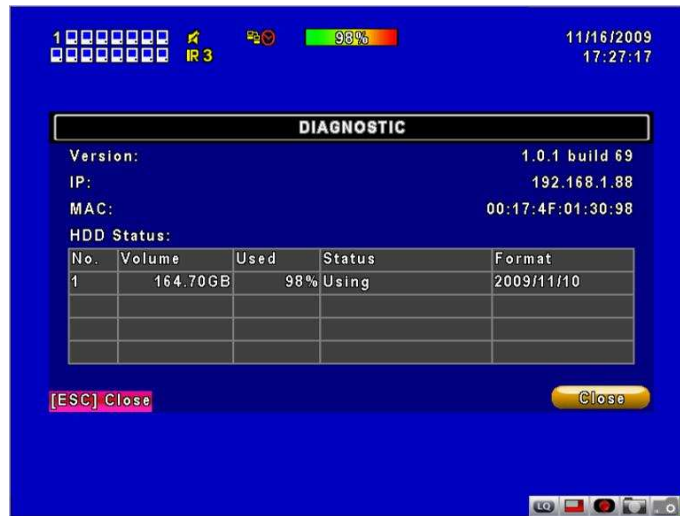 1 98% 11/16/2009
IR 3 17:27:17
DIAGNOSTIC
Version: 1.0.1 build 69
IP: 192.168.1.88
MAC: 00:17:4F:01:30:98
HDD Status:
No. Volume Used Status Format
1 164.70GB 98% Using 2009/11/10
[ESC] Close Close
LQ